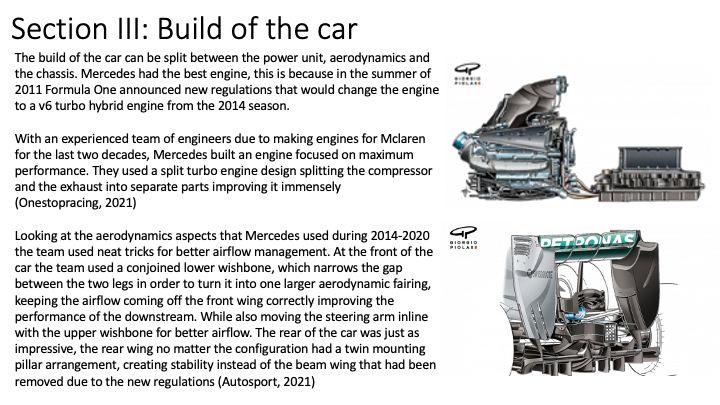 Section III: Build of the car
The build of the car can be split between the power unit, aerodynamics and
the chassis. Mercedes had the best engine, this is because in the summer of
2011 Formula One announced new regulations that would change the engine
to a v6 turbo hybrid engine from the 2014 season.
With an experienced team of engineers due to making engines for Mclaren
for the last two decades, Mercedes built an engine focused on maximum
performance. They used a split turbo engine design splitting the compressor
and the exhaust into separate parts improving it immensely
(Onestopracing, 2021)
Looking at the aerodynamics aspects that Mercedes used during 2014-2020
the team used neat tricks for better airflow management. At the front of the
car the team used a conjoined lower wishbone, which narrows the gap
between the two legs in order to turn it into one larger aerodynamic fairing,
keeping the airflow coming off the front wing correctly improving the
performance of the downstream. While also moving the steering arm inline
with the upper wishbone for better airflow. The rear of the car was just as
impressive, the rear wing no matter the configuration had a twin mounting
pillar arrangement, creating stability instead of the beam wing that had been
removed due to the new regulations (Autosport, 2021)
GIORGIO
PIOLA
GIORGIO
PIOLA
PETRONAS